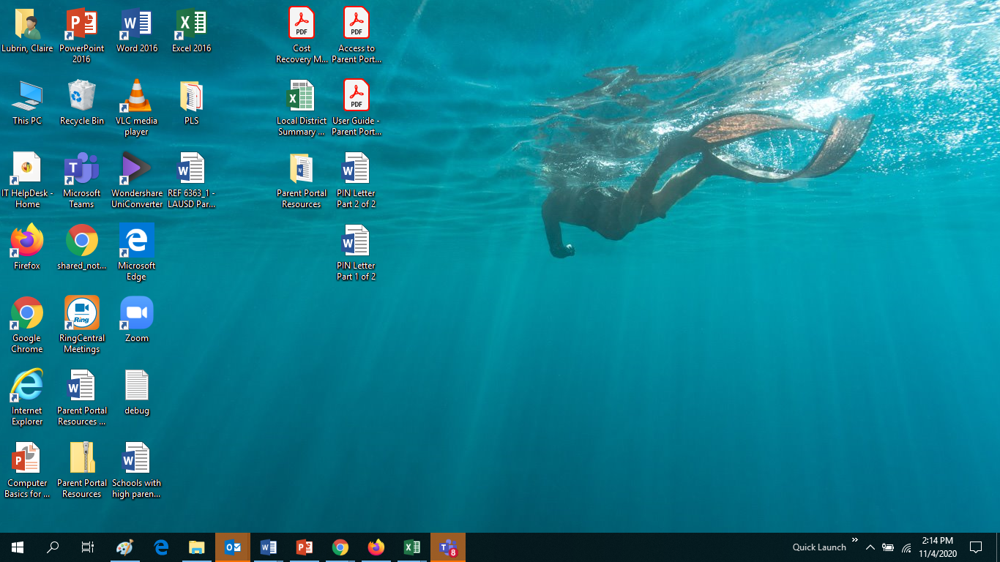 Lubrin, Claire
PowerPoint
2016
Word 2016
Excel 2016
PDF
Cost
Recovery M...
PDF
Access to
Parent Port...
This PC
Recycle Bin
VLC media
player
PLS
Local District
Summary ...
PDF
User Guide -
Parent Port...
IT HelpDesk -
Home
Microsoft
Teams
Wondershare
UniConverter
REF 6363_1 -
LAUSD Par...
Parent Portal
Resources
PIN Letter
Part 2 of 2
Firefox
shared_not...
Microsoft
Edge
PIN Letter
Part 1 of 2
Google
Chrome
Ring
RingCentral
Meetings
Zoom
Internet
Explorer
Parent Portal
Resources ...
debug
Computer
Basics for ...
Parent Portal
Resources
Schools with
high paren...
8
Quick Launch
2:14 PM
11/4/2020